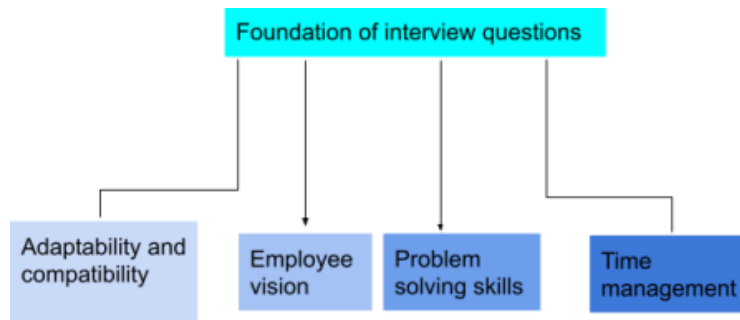 Foundation of interview questions
Adaptability and
compatibility
Employee
vision
Problem
solving skills
Time
management